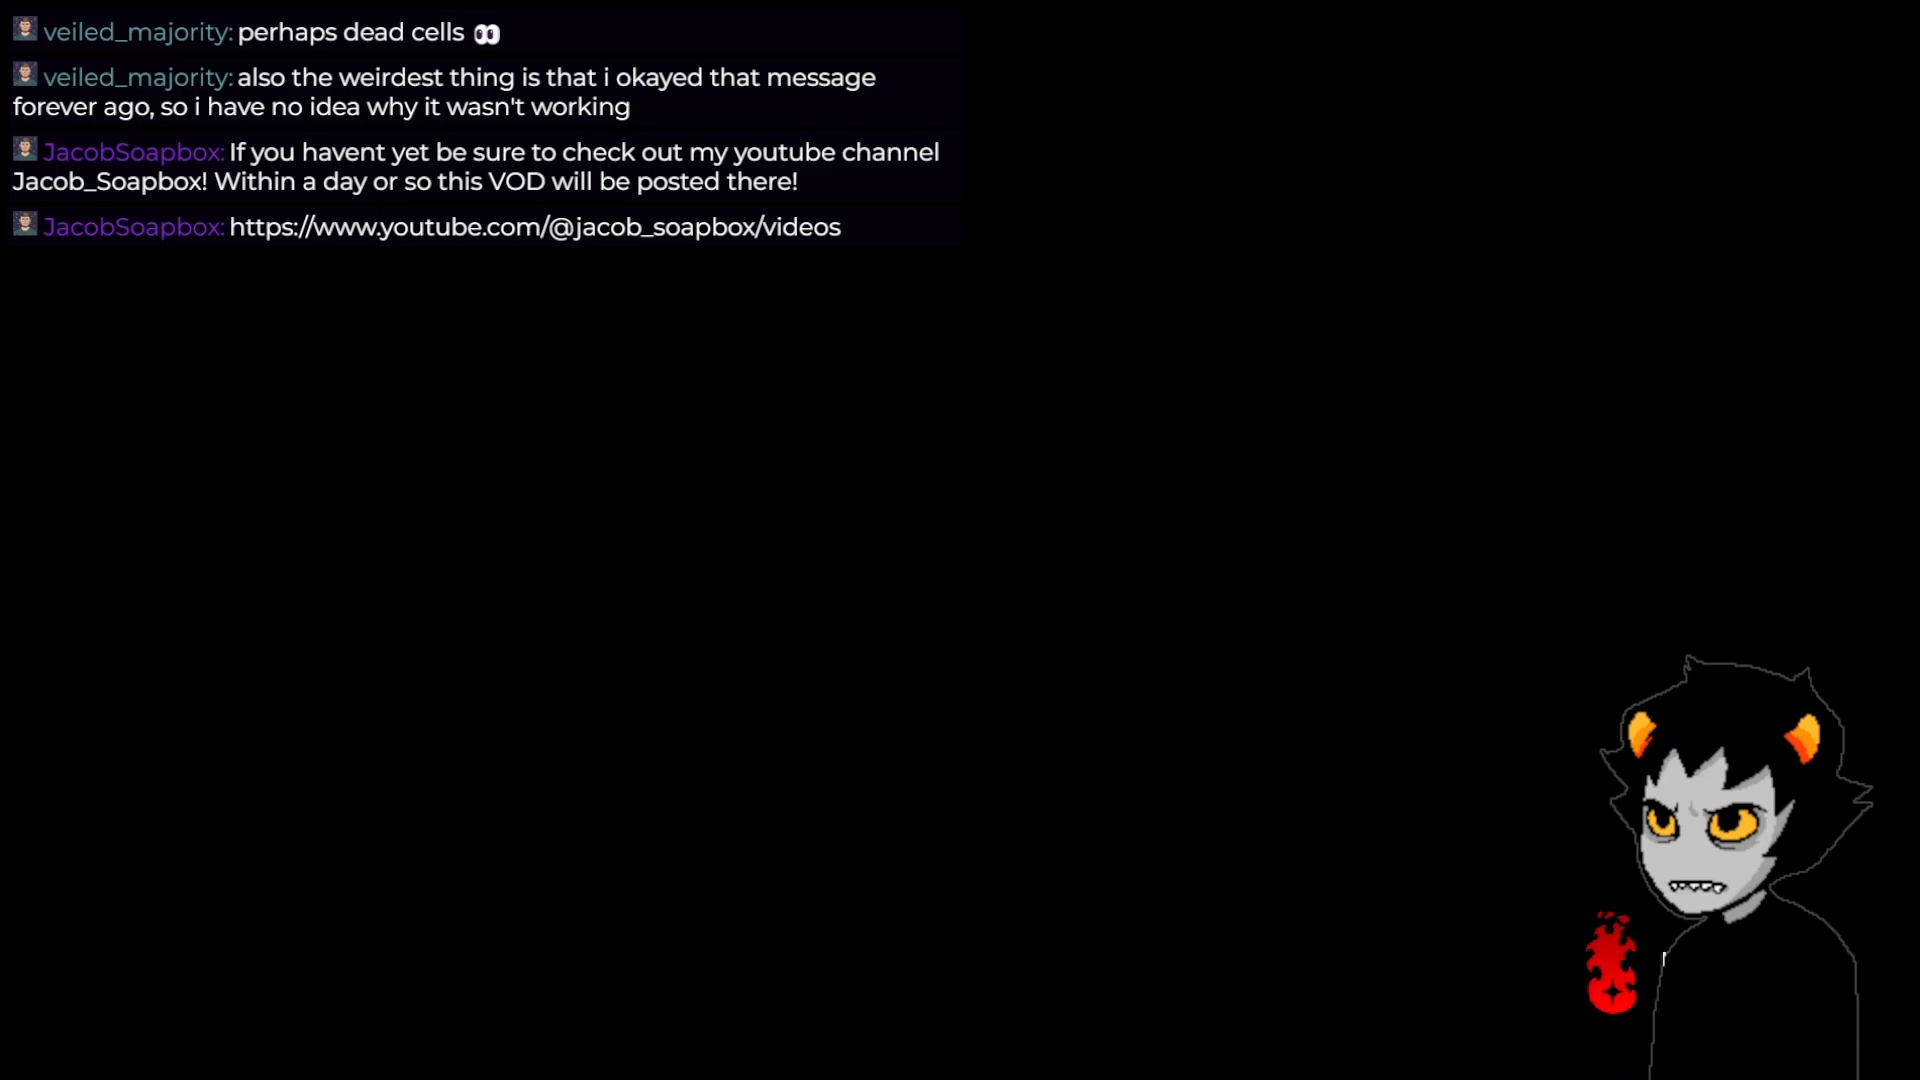 veiled_majority: perhaps dead cells 👀
veiled_majority: also the weirdest thing is that i okayed that message
forever ago, so i have no idea why it wasn't working
JacobSoapbox: If you havent yet be sure to check out my youtube channel
Jacob_Soapbox! Within a day or so this VOD will be posted there!
JacobSoapbox: https://www.youtube.com/@jacob_soapbox/videos